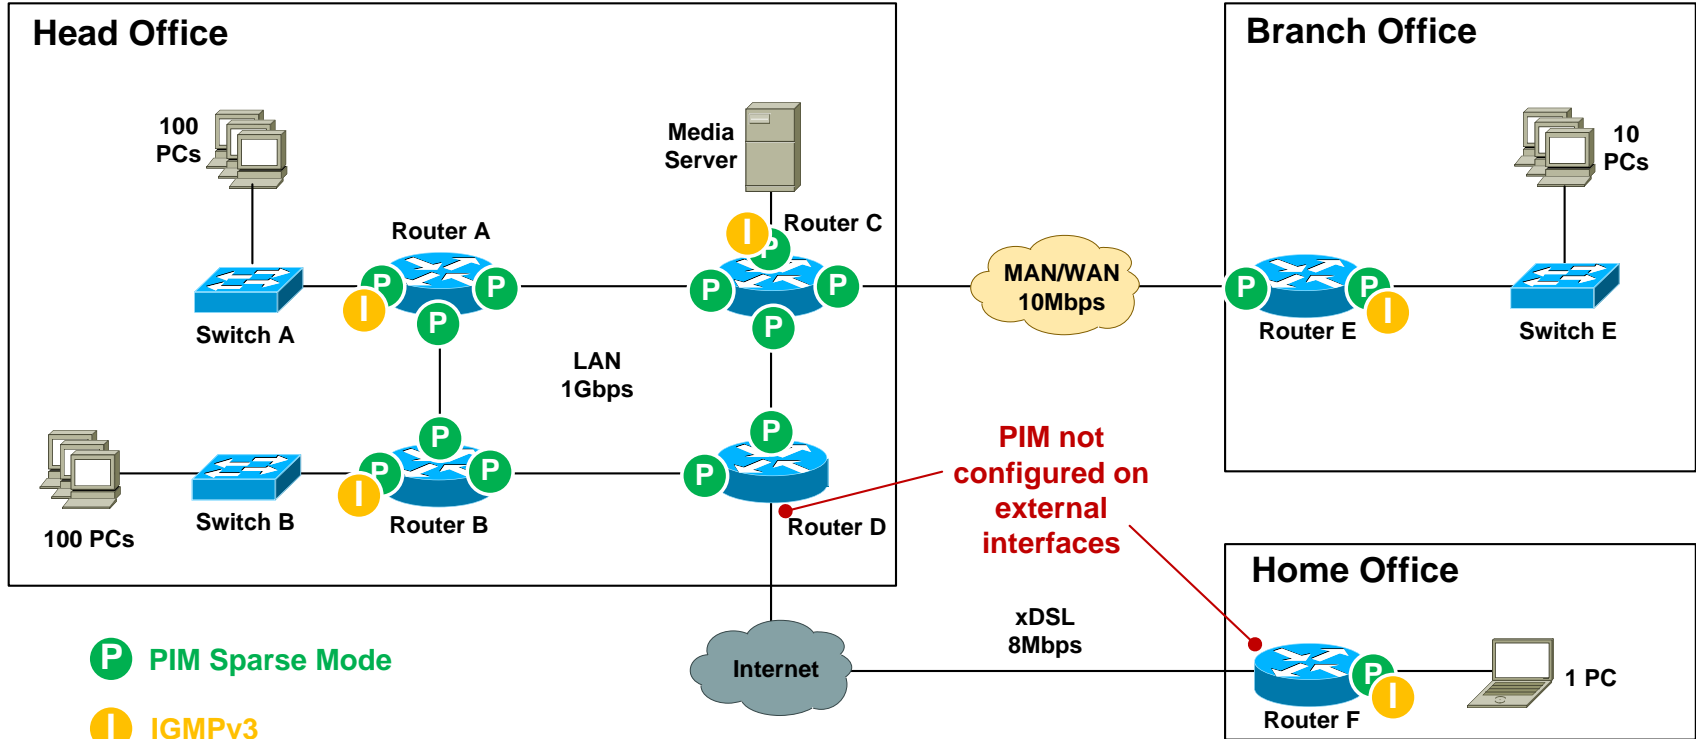 Head Office
Branch Office
100
PCs
Media
Server
10
PCs
Router A
I
P
Router C
P
P
P
P
MAN/WAN
10Mbps
P
P
I
P
I
Switch A
P
P
Router E
Switch E
LAN
1Gbps
P
P
P
P
P
I
PIM not
configured on
external
interfaces
Switch B
Router B
Router D
100 PCs
Home Office
xDSL
8Mbps
P
PIM Sparse Mode
Internet
P
I
1 PC
Router F
I
IGMPv3